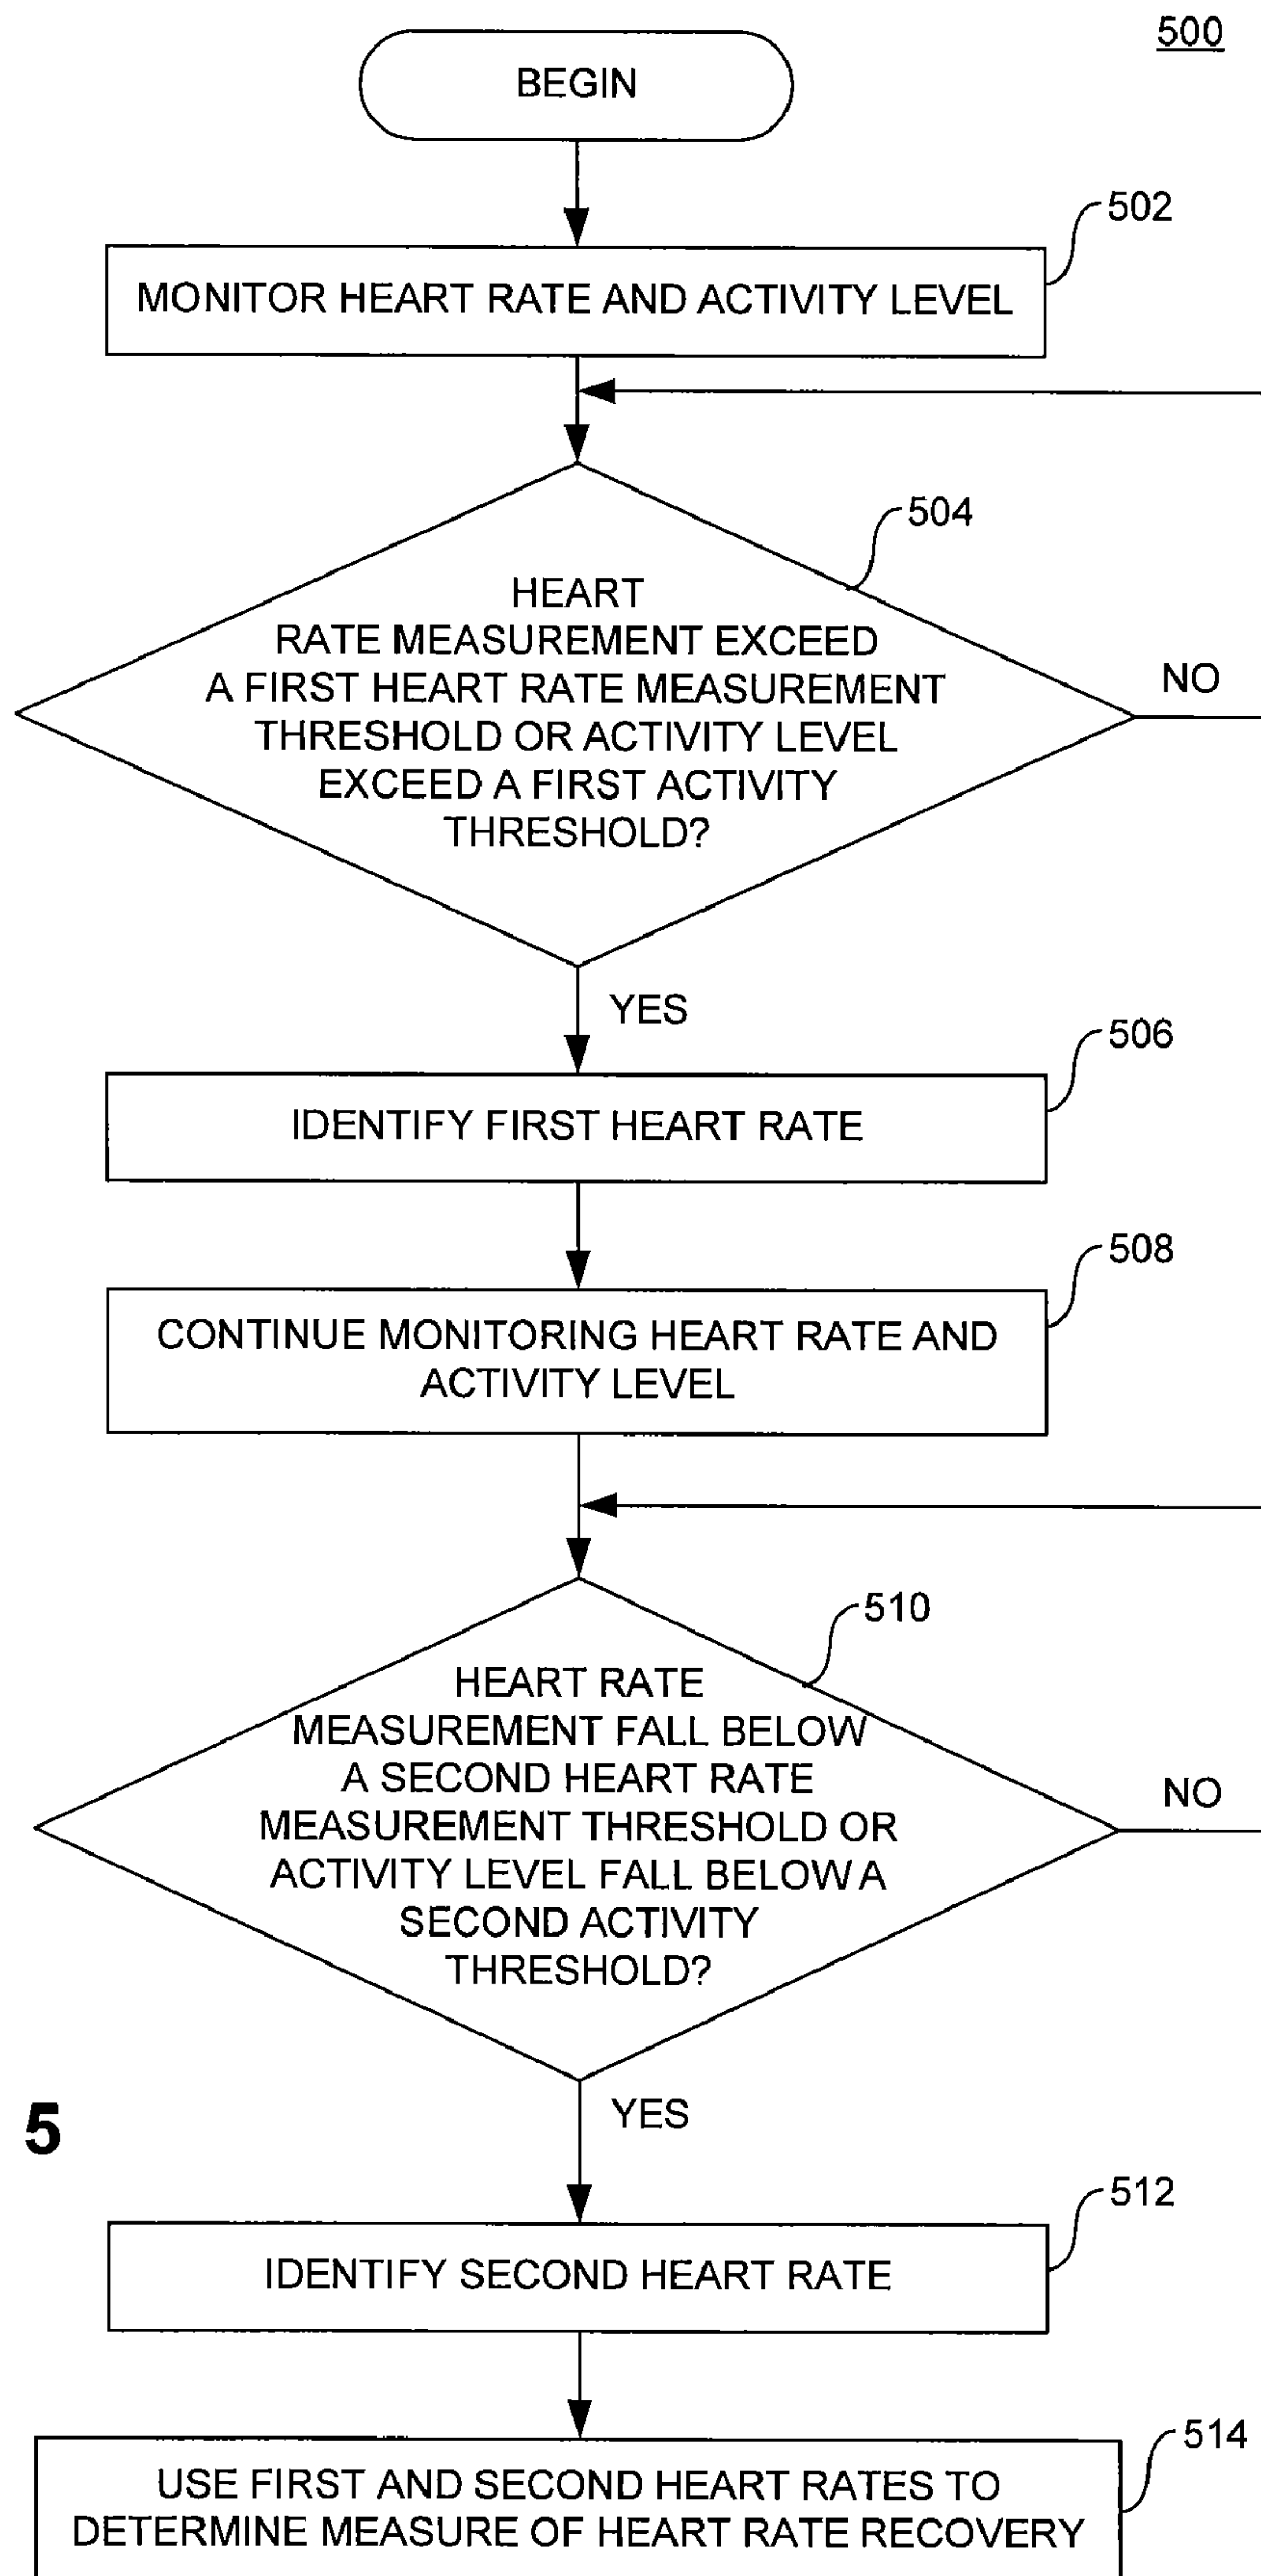 500
BEGIN
502
MONITOR HEART RATE AND ACTIVITY LEVEL
504
HEART
RATE MEASUREMENT EXCEED
A FIRST HEART RATE MEASUREMENT
THRESHOLD OR ACTIVITY LEVEL
EXCEED A FIRST ACTIVITY
THRESHOLD?
NO
YES
506
IDENTIFY FIRST HEART RATE
508
CONTINUE MONITORING HEART RATE AND
ACTIVITY LEVEL
510
HEART RATE
MEASUREMENT FALL BELOW
A SECOND HEART RATE
MEASUREMENT THRESHOLD OR
ACTIVITY LEVEL FALL BELOW A
SECOND ACTIVITY
THRESHOLD?
NO
YES
5
512
IDENTIFY SECOND HEART RATE
514
USE FIRST AND SECOND HEART RATES TO
DETERMINE MEASURE OF HEART RATE RECOVERY